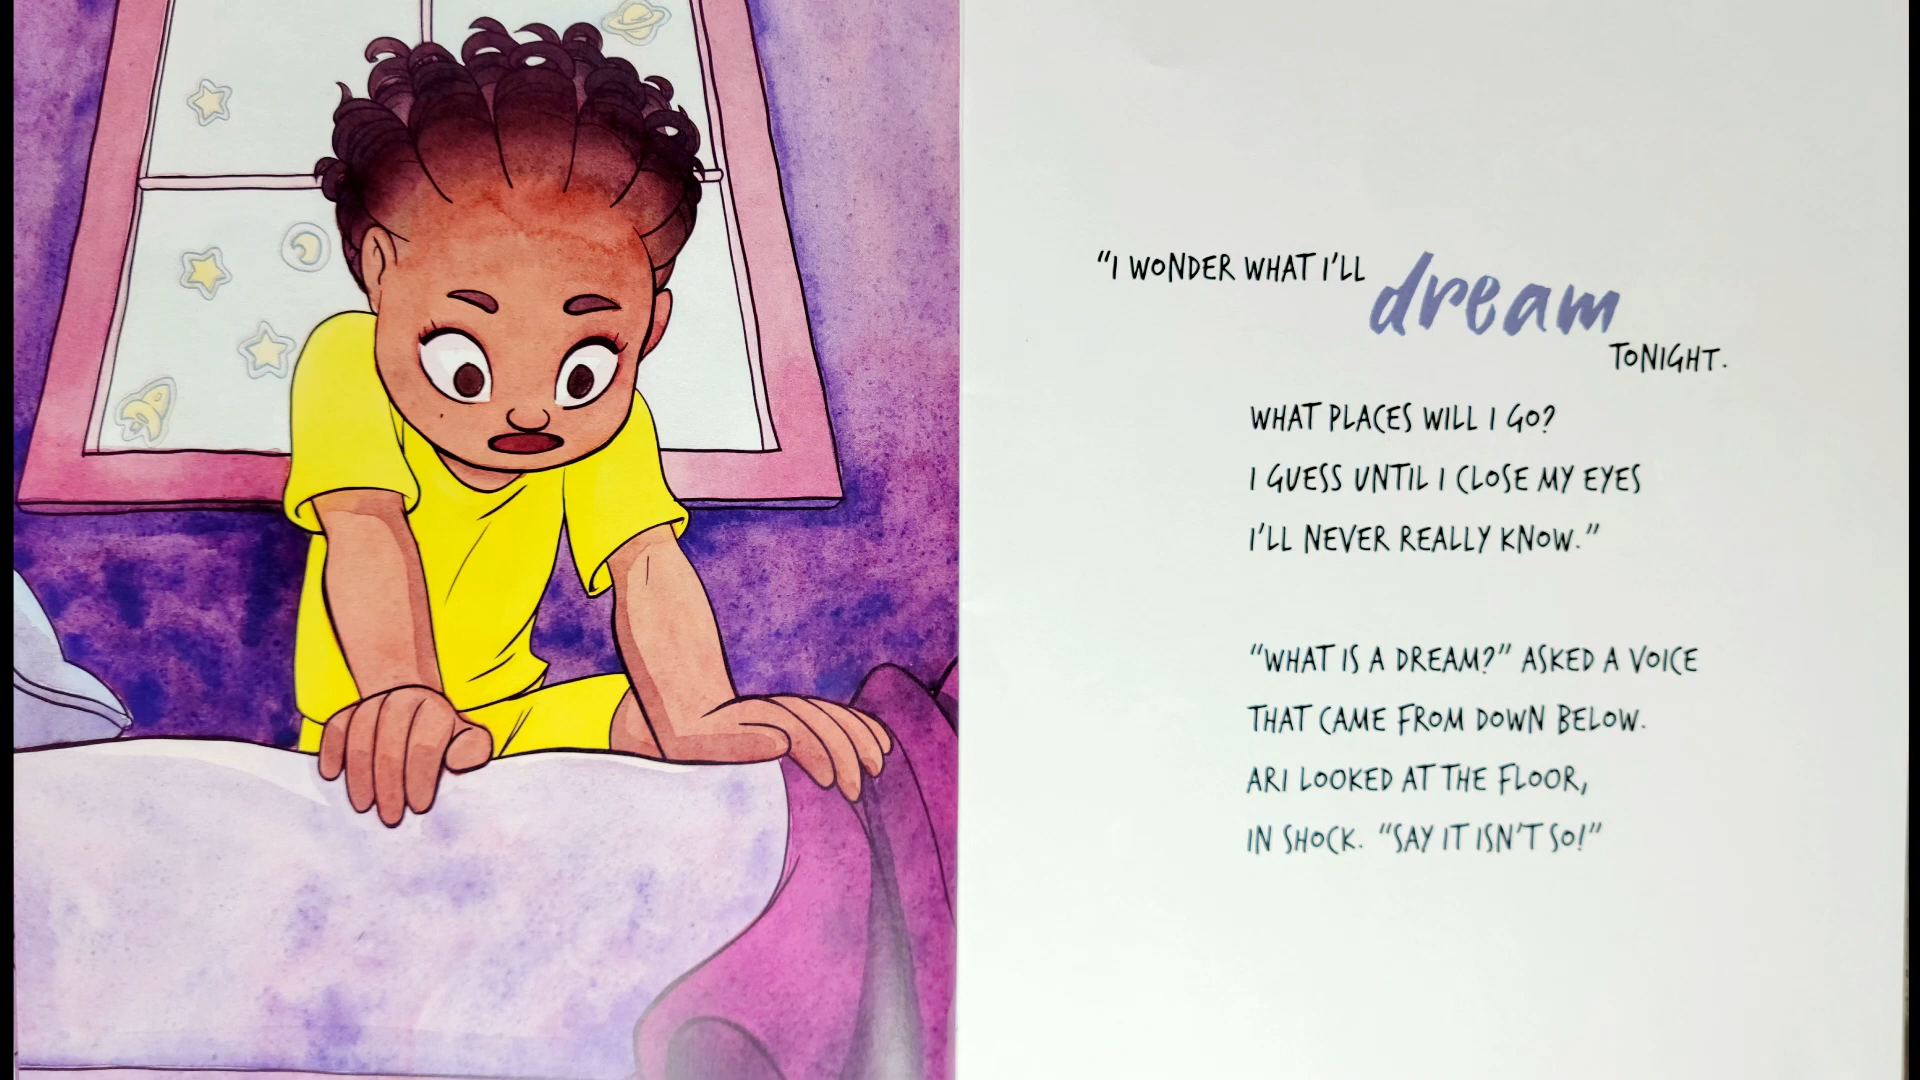 "I WONDER WHAT I'LL dream TONIGHT.
WHAT PLACES WILL I GO?
I GUESS UNTIL I CLOSE MY EYES
I'LL NEVER REALLY KNOW."
"WHAT IS A DREAM?" ASKED A VOICE
THAT CAME FROM DOWN BELOW.
ARI LOOKED AT THE FLOOR,
IN SHOCK. "SAY IT ISN'T SO!"